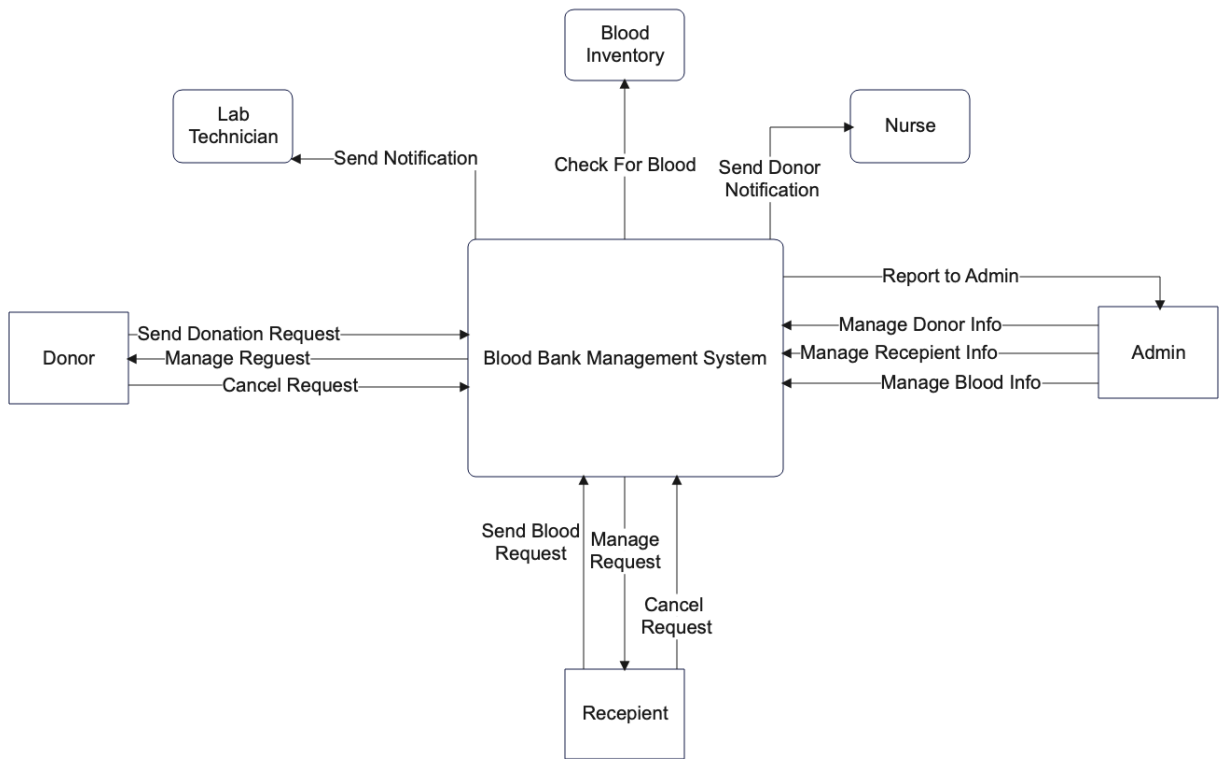 Blood
Inventory
Lab
Technician
Nurse
Send Notification
Check For Blood
Send Donor
Notification
Report to Admin
Donor
Send Donation Request
Manage Reguest
Cancel Request
Blood Bank Management System
Manage Donor Info
Manage Recepient Info
Manage Blood Info
Admin
Send Blood
Request
Manage
Request
Cancel
Request
Recepient